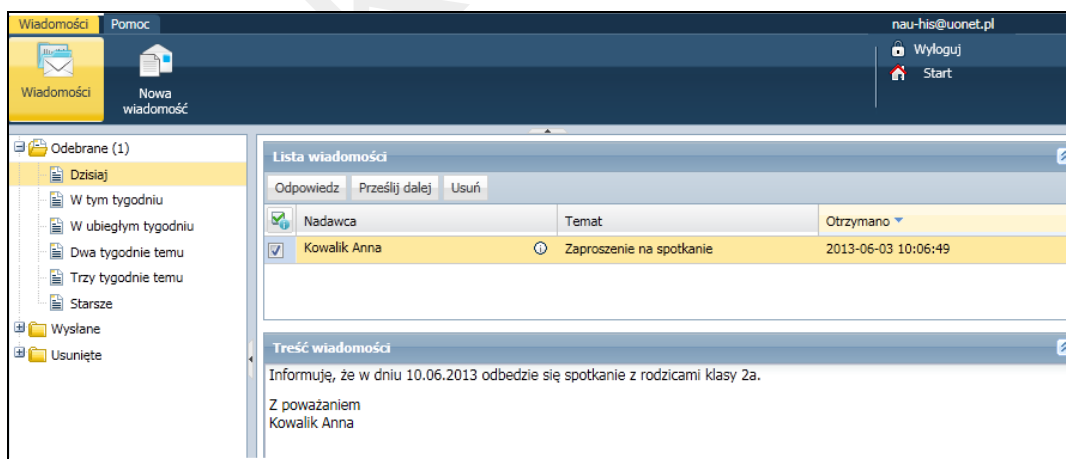 Wiadomości Pomoc nau-his@uonet.pl
Wyloguj
Start
Wiadomości
Nowa
wiadomość
Odebrane (1)
Dzisiaj
W tym tygodniu
W ubiegłym tygodniu
Dwa tygodnie temu
Trzy tygodnie temu
Starsze
Wysłane
Usunięte
Lista wiadomości
Odpowiedz Prześlij dalej Usuń
Nadawca Temat Otrzymano
Kowalik Anna Zaproszenie na spotkanie 2013-06-03 10:06:49
Treść wiadomości
Informuję, że w dniu 10.06.2013 odbedzie się spotkanie z rodzicami klasy 2a.
Z poważaniem
Kowalik Anna